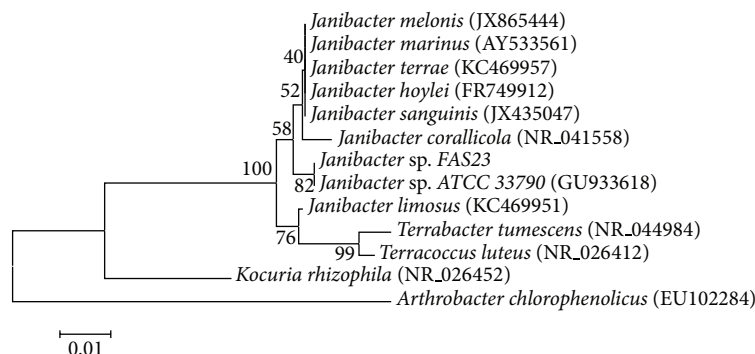 Janibacter melonis (JX865444)
Janibacter marinus (AY533561)
40
Janibacter terrae (KC469957)
52
Janibacter hoylei (FR749912)
Janibacter sanguinis (JX435047)
58
Janibacter corallicola (NR_041558)
100
Janibacter sp. FAS23
82
Janibacter sp. ATCC 33790 (GU933618)
Janibacter limosus (KC469951)
76
Terrabacter tumescens (NR_044984)
99
Terracoccus luteus (NR_026412)
Kocuria rhizophila (NR_026452)
Arthrobacter chlorophenolicus (EU102284)
0.01